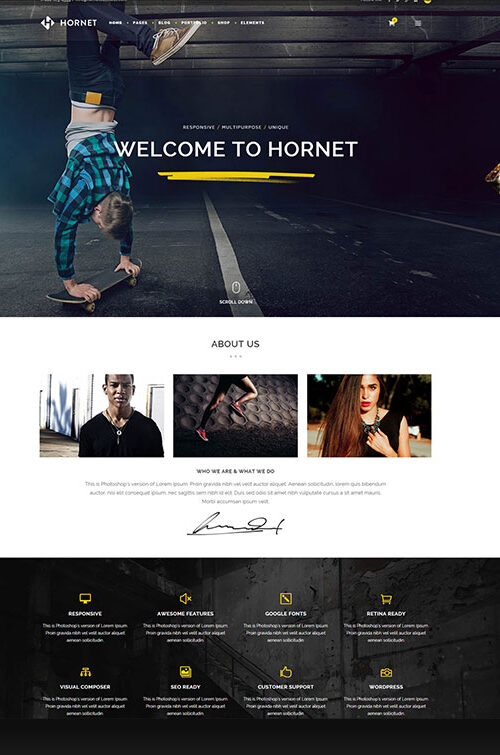 HORNET
HOME • PAGES • BLOG • PORTFOLIO • SHOP • ELEMENTS
RESPONSIVE / MULTIPURPOSE / UNIQUE
WELCOME TO HORNET
SCROLL DOWN
ABOUT US
WHO WE ARE & WHAT WE DO
This is Photoshop's version of Lorem Ipsum. Proin gravida nibh vel velit auctor aliquet. Aenean sollicitudin, lorem quis bibendum
auctor, nisi elit consequat ipsum, nec sagittis sem nibh id elit. Duis sed odio sit amet nibh vulputate cursus a sit amet mauris.
Morbi accumsan ipsum velit.
RESPONSIVE
This is Photoshop's version of Lorem Ipsum.
Proin gravida nibh vel velit auctor aliquet
aenean sollicitudin.
AWESOME FEATURES
This is Photoshop's version of Lorem Ipsum.
Proin gravida nibh vel velit auctor aliquet
aenean sollicitudin.
GOOGLE FONTS
This is Photoshop's version of Lorem Ipsum.
Proin gravida nibh vel velit auctor aliquet
aenean sollicitudin.
RETINA READY
This is Photoshop's version of Lorem Ipsum.
Proin gravida nibh vel velit auctor aliquet
aenean sollicitudin.
VISUAL COMPOSER
This is Photoshop's version of Lorem Ipsum.
Proin gravida nibh vel velit auctor aliquet
aenean sollicitudin.
SEO READY
This is Photoshop's version of Lorem Ipsum.
Proin gravida nibh vel velit auctor aliquet
aenean sollicitudin.
CUSTOMER SUPPORT
This is Photoshop's version of Lorem Ipsum.
Proin gravida nibh vel velit auctor aliquet
aenean sollicitudin.
WORDPRESS
This is Photoshop's version of Lorem Ipsum.
Proin gravida nibh vel velit auctor aliquet
aenean sollicitudin.